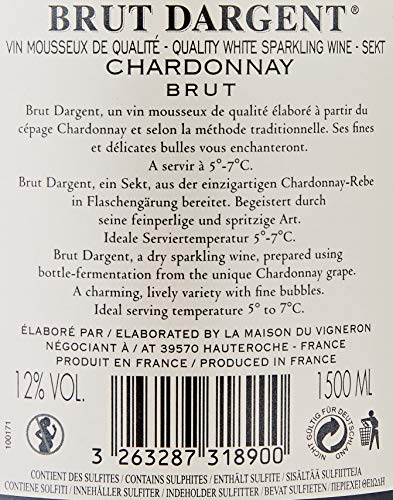 BRUT DARGENT®
VIN MOUSSEUX DE QUALITÉ - QUALITY WHITE SPARKLING WINE - SEKT
CHARDONNAY
BRUT
Brut Dargent, un vin mousseux de qualité élaboré à partir du
cépage Chardonnay et selon la méthode traditionnelle. Ses fines
et délicates bulles vous enchanteront.
A servir à 5°-7°C.
Brut Dargent, ein Sekt, aus der einzigartigen Chardonnay-Rebe
in Flaschengärung bereitet. Begeistert durch
seine feinperlige und spritzige Art.
Ideale Serviertemperatur 5°-7°C.
Brut Dargent, a dry sparkling wine, prepared using
bottle-fermentation from the unique Chardonnay grape.
A charming, lively variety with fine bubbles.
Ideal serving temperature 5° to 7°C.
ÉLABORÉ PAR / ELABORATED BY LA MAISON DU VIGNERON
NÉGOCIANT À / AT 39570 HAUTEROCHE - FRANCE
PRODUIT EN FRANCE / PRODUCED IN FRANCE
12% VOL.
1500 ML
100171
NICHT GÜLTIG FÜR DEUTSCHLAND
3 263287 318900
CONTIENT DES SULFITES / CONTAINS SULPHITES / ENTHÄLT SULFITE / SISÄLTÄÄ SULFIITTEJA
CONTIENE SOLFITI / INNEHÅLLER SULFITER / INDEHOLDER SULFITTER / BEVAT SULFIETEN / ΠΕΡΙΕΧΕΙ ΘΕΙΩΔΗ